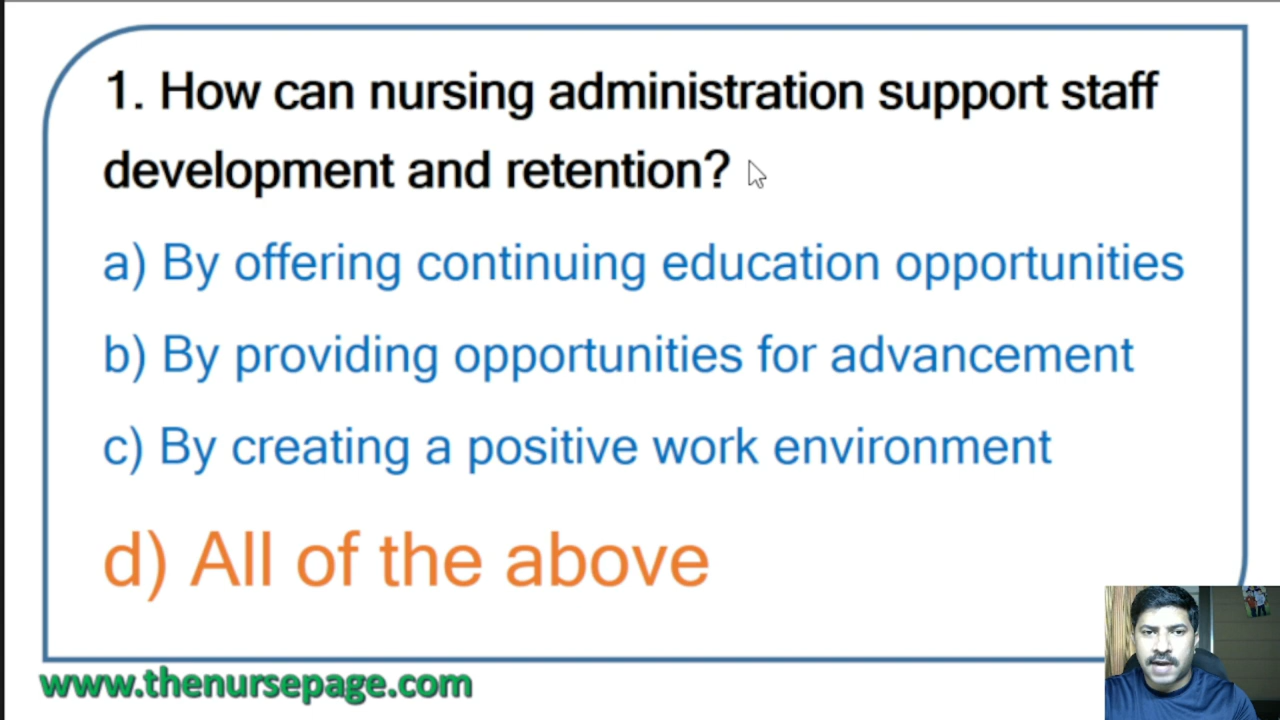 1. How can nursing administration support staff
development and retention?
a) By offering continuing education opportunities
b) By providing opportunities for advancement
c) By creating a positive work environment
d) All of the above
www.thenursepage.com